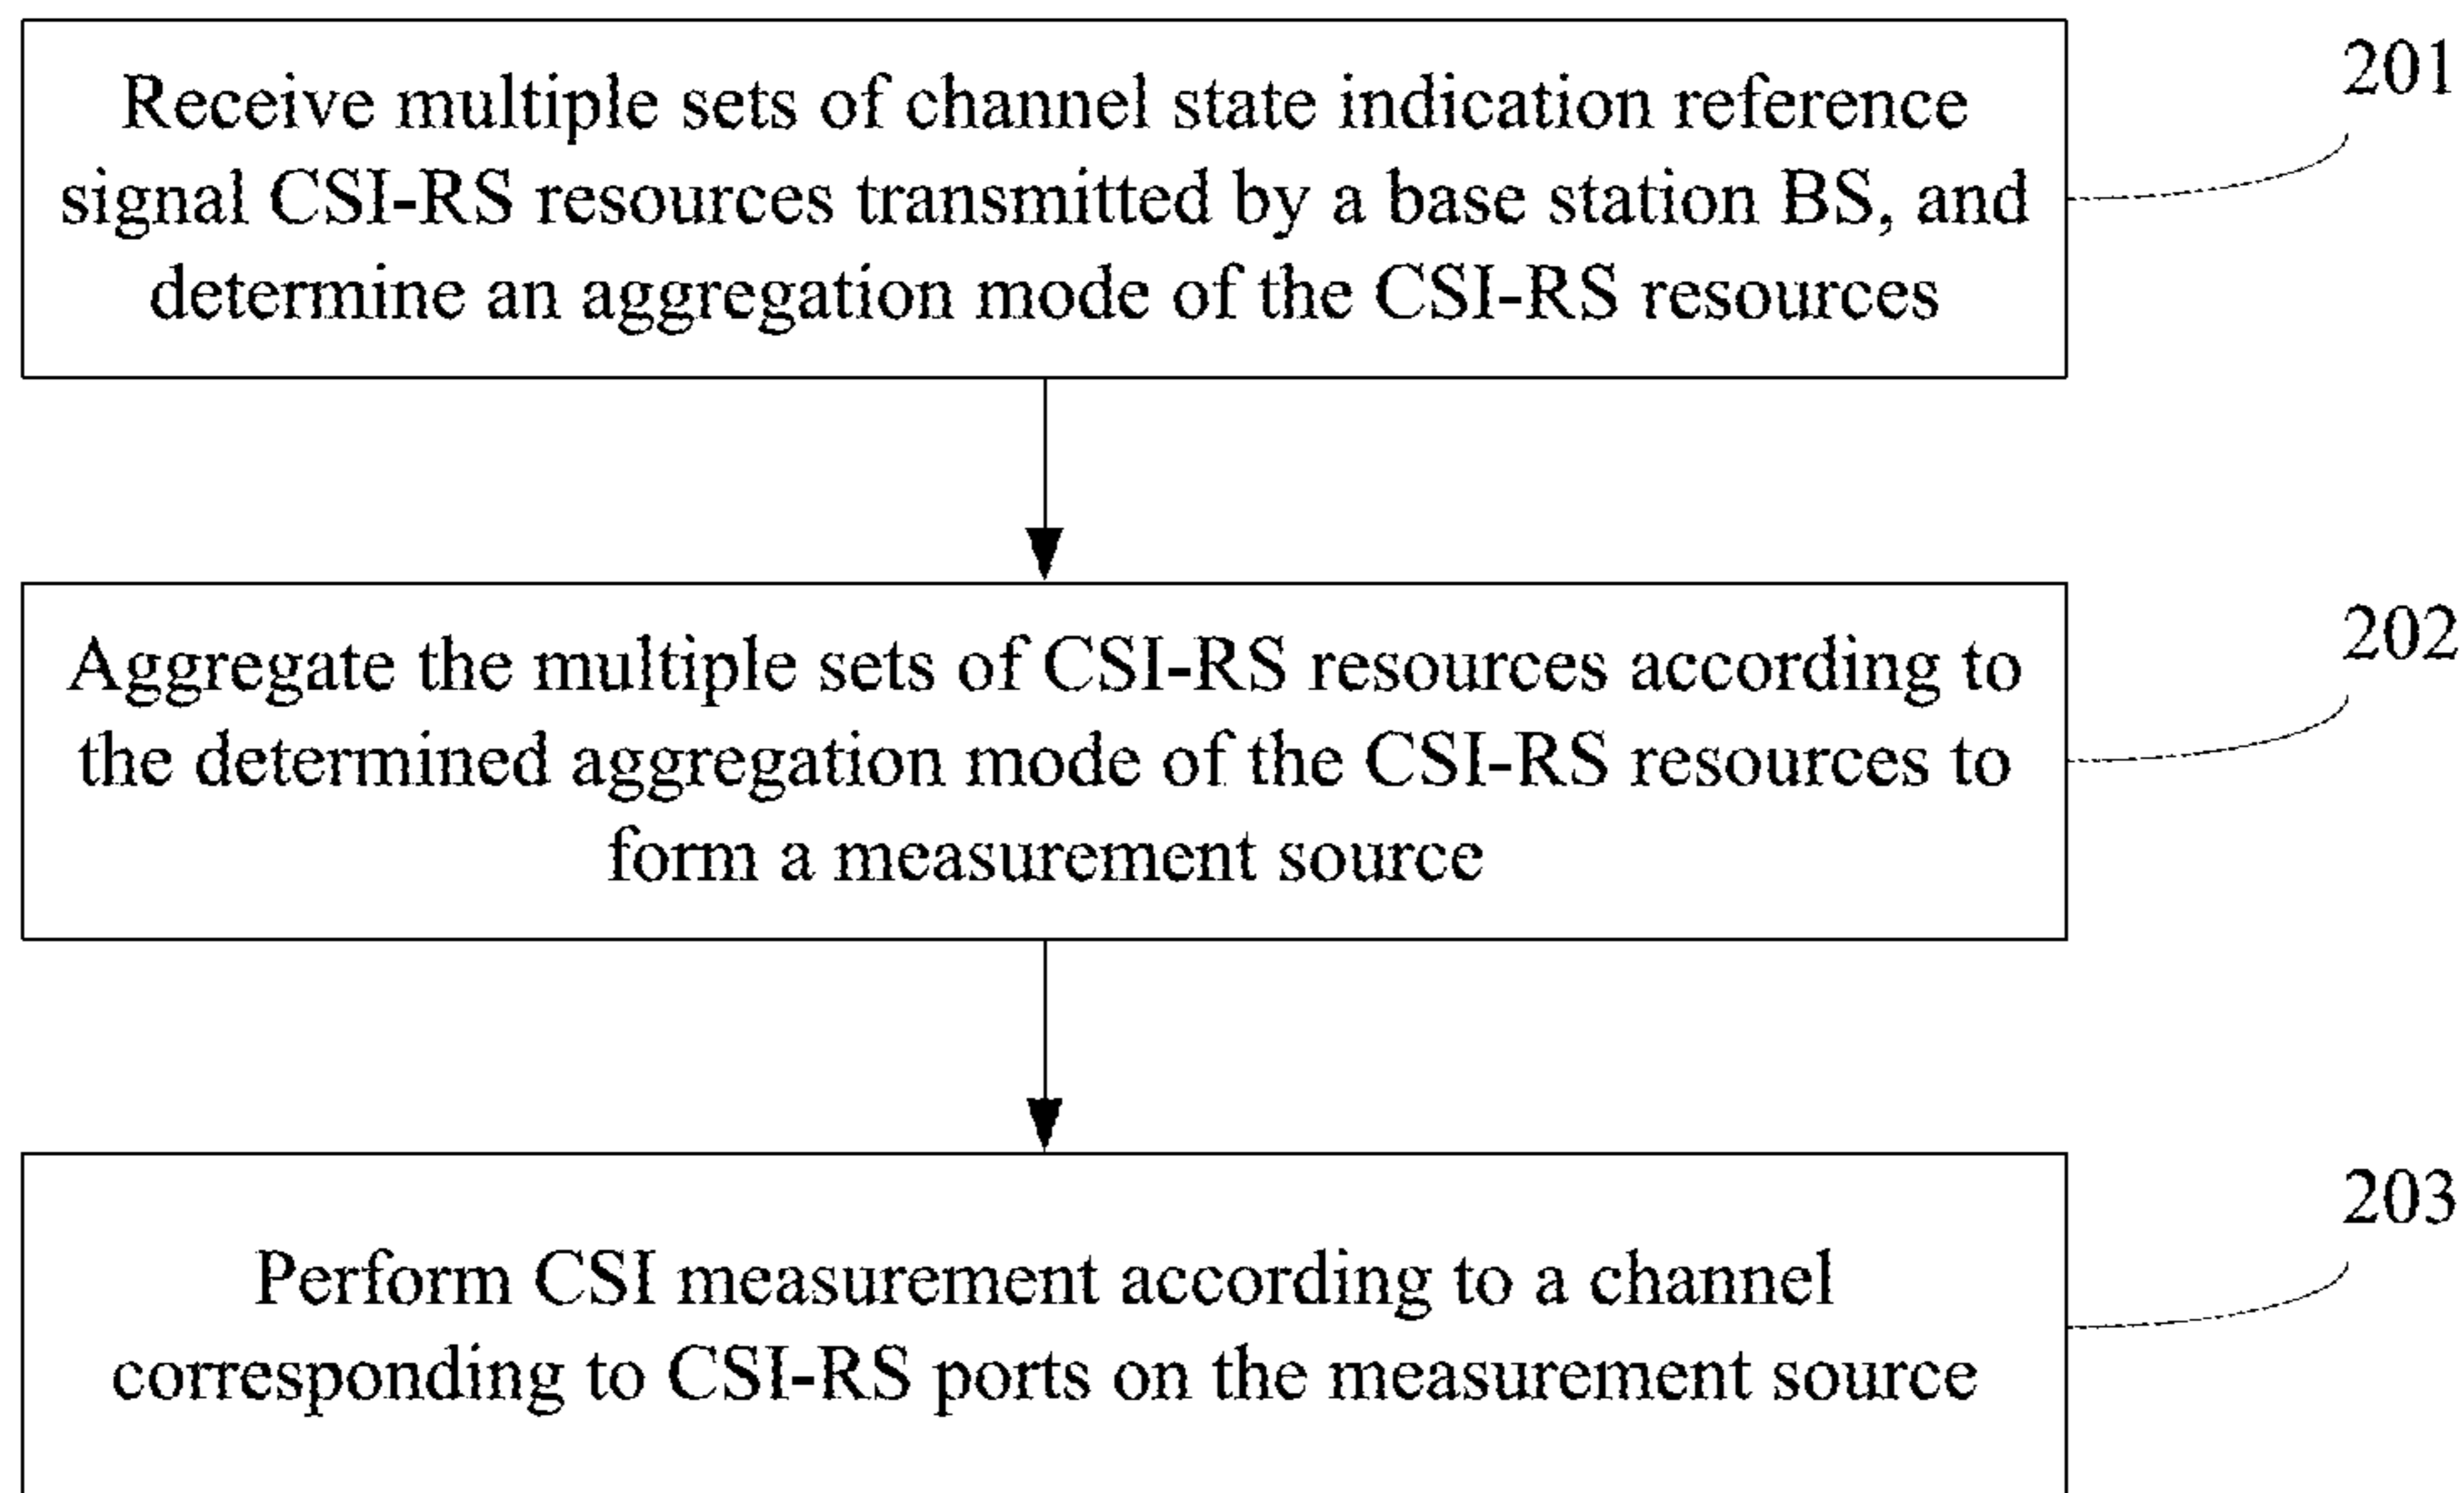 Receive multiple sets of channel state indication reference
signal CSI-RS resources transmitted by a base station BS, and
determine an aggregation mode of the CSI-RS resources
201
Aggregate the multiple sets of CSI-RS resources according to
the determined aggregation mode of the CSI-RS resources to
form a measurement source
202
Perform CSI measurement according to a channel
corresponding to CSI-RS ports on the measurement source
203